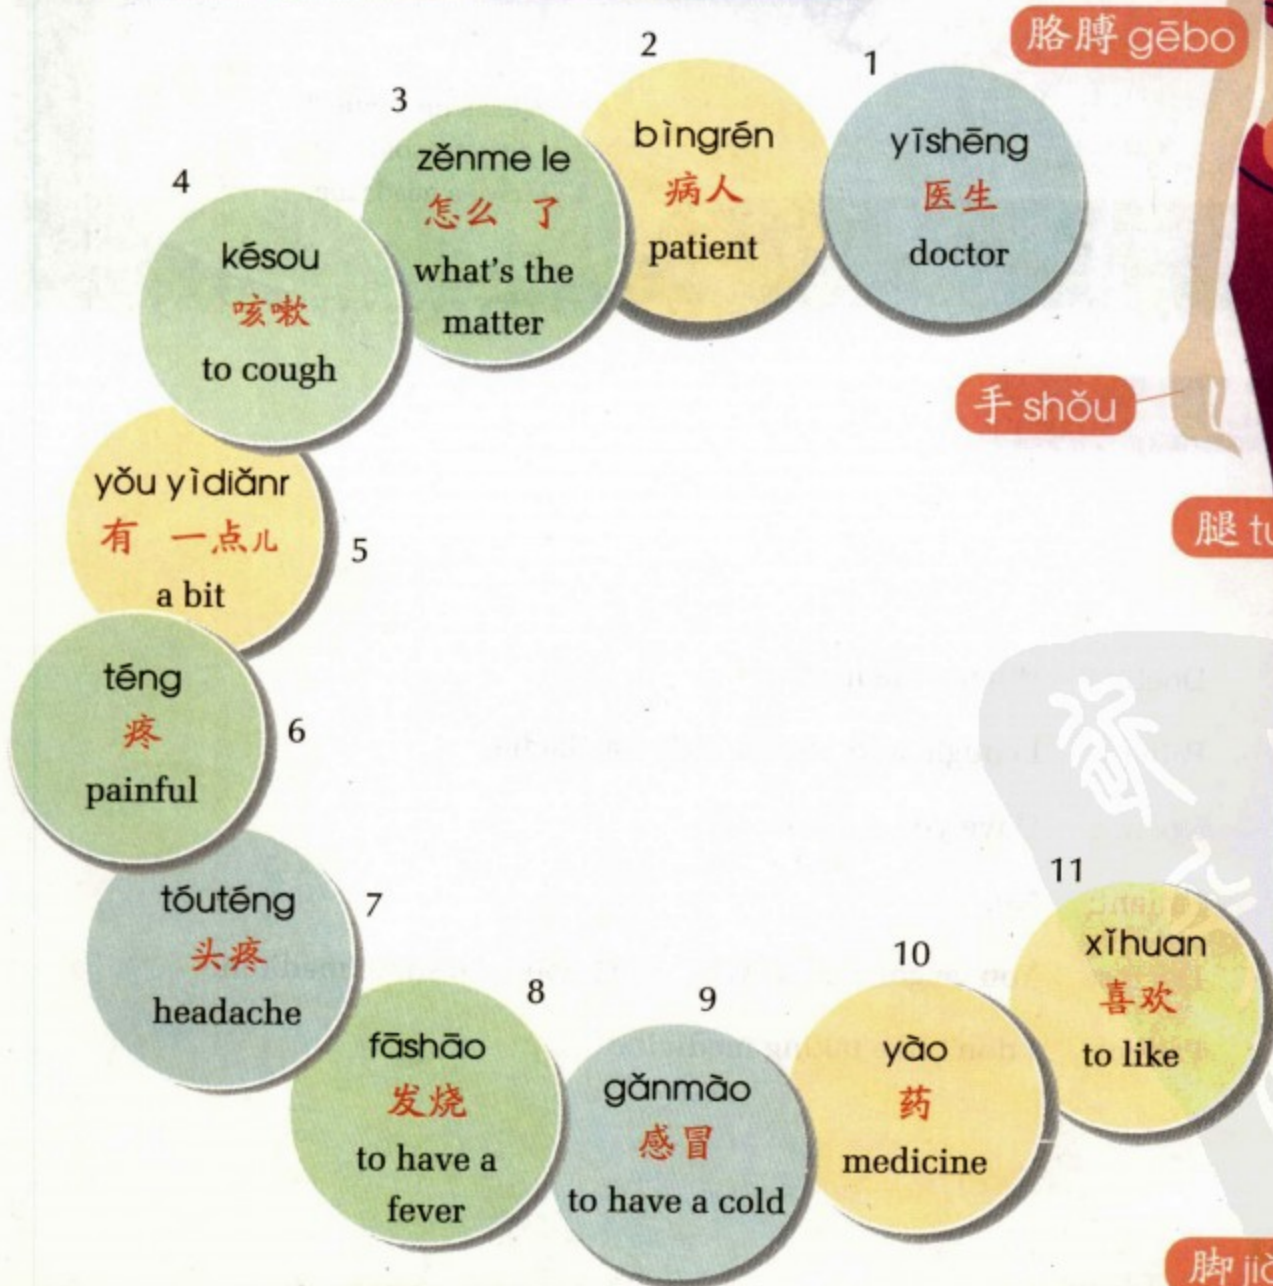 1
yīshēng
医生
doctor
2
bìngrén
病人
patient
3
zěnme le
怎么 了
what's the
matter
4
késou
咳嗽
to cough
5
yǒu yìdiǎnr
有 一点儿
a bit
6
téng
疼
painful
7
tóuténg
头疼
headache
8
fāshāo
发烧
to have a
fever
9
gǎnmào
感冒
to have a cold
10
yào
药
medicine
11
xǐhuan
喜欢
to like
胳膊 gēbo
手 shǒu
腿
脚